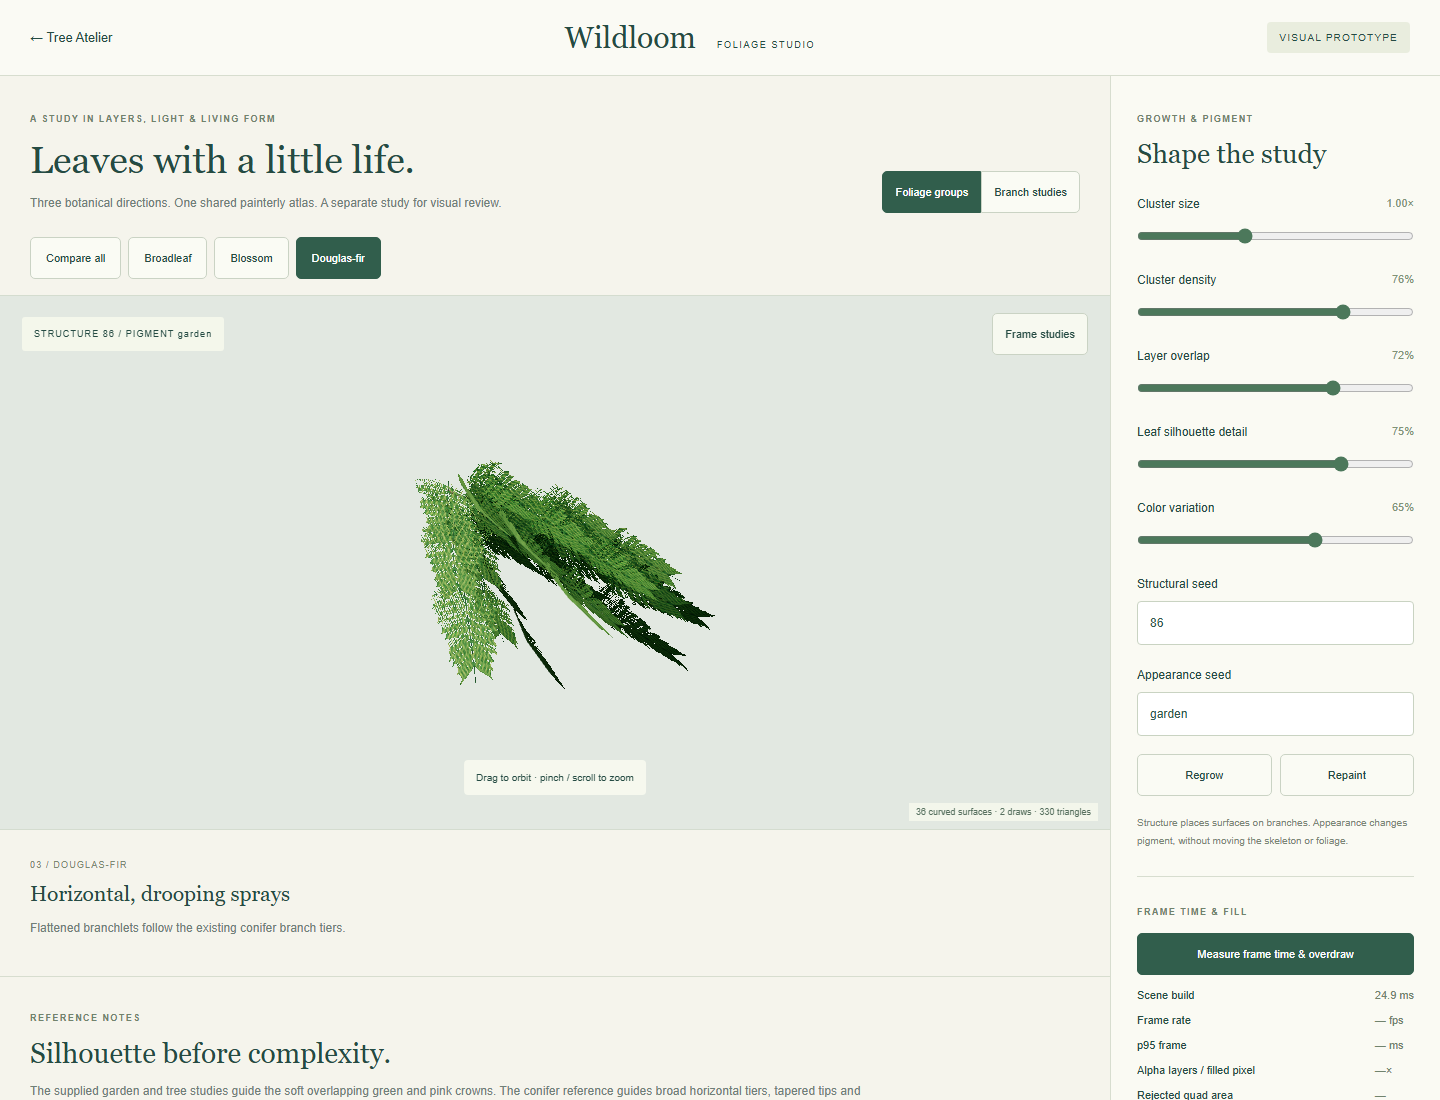 ← Tree Atelier
Wildloom FOLIAGE STUDIO
VISUAL PROTOTYPE
A STUDY IN LAYERS, LIGHT & LIVING FORM
Leaves with a little life.
Three botanical directions. One shared painterly atlas. A separate study for visual review.
Foliage groups
Branch studies
Compare all
Broadleaf
Blossom
Douglas-fir
STRUCTURE 86 / PIGMENT garden
Frame studies
Drag to orbit · pinch / scroll to zoom
36 curved surfaces · 2 draws · 330 triangles
03 / DOUGLAS-FIR
Horizontal, drooping sprays
Flattened branchlets follow the existing conifer branch tiers.
REFERENCE NOTES
Silhouette before complexity.
The supplied garden and tree studies guide the soft overlapping green and pink crowns. The conifer reference guides broad horizontal tiers, tapered tips and
GROWTH & PIGMENT
Shape the study
Cluster size 1.00×
Cluster density 76%
Layer overlap 72%
Leaf silhouette detail 75%
Color variation 65%
Structural seed
86
Appearance seed
garden
Regrow
Repaint
Structure places surfaces on branches. Appearance changes
pigment, without moving the skeleton or foliage.
FRAME TIME & FILL
Measure frame time & overdraw
Scene build 24.9 ms
Frame rate — fps
p95 frame — ms
Alpha layers / filled pixel —×
Rejected quad area —